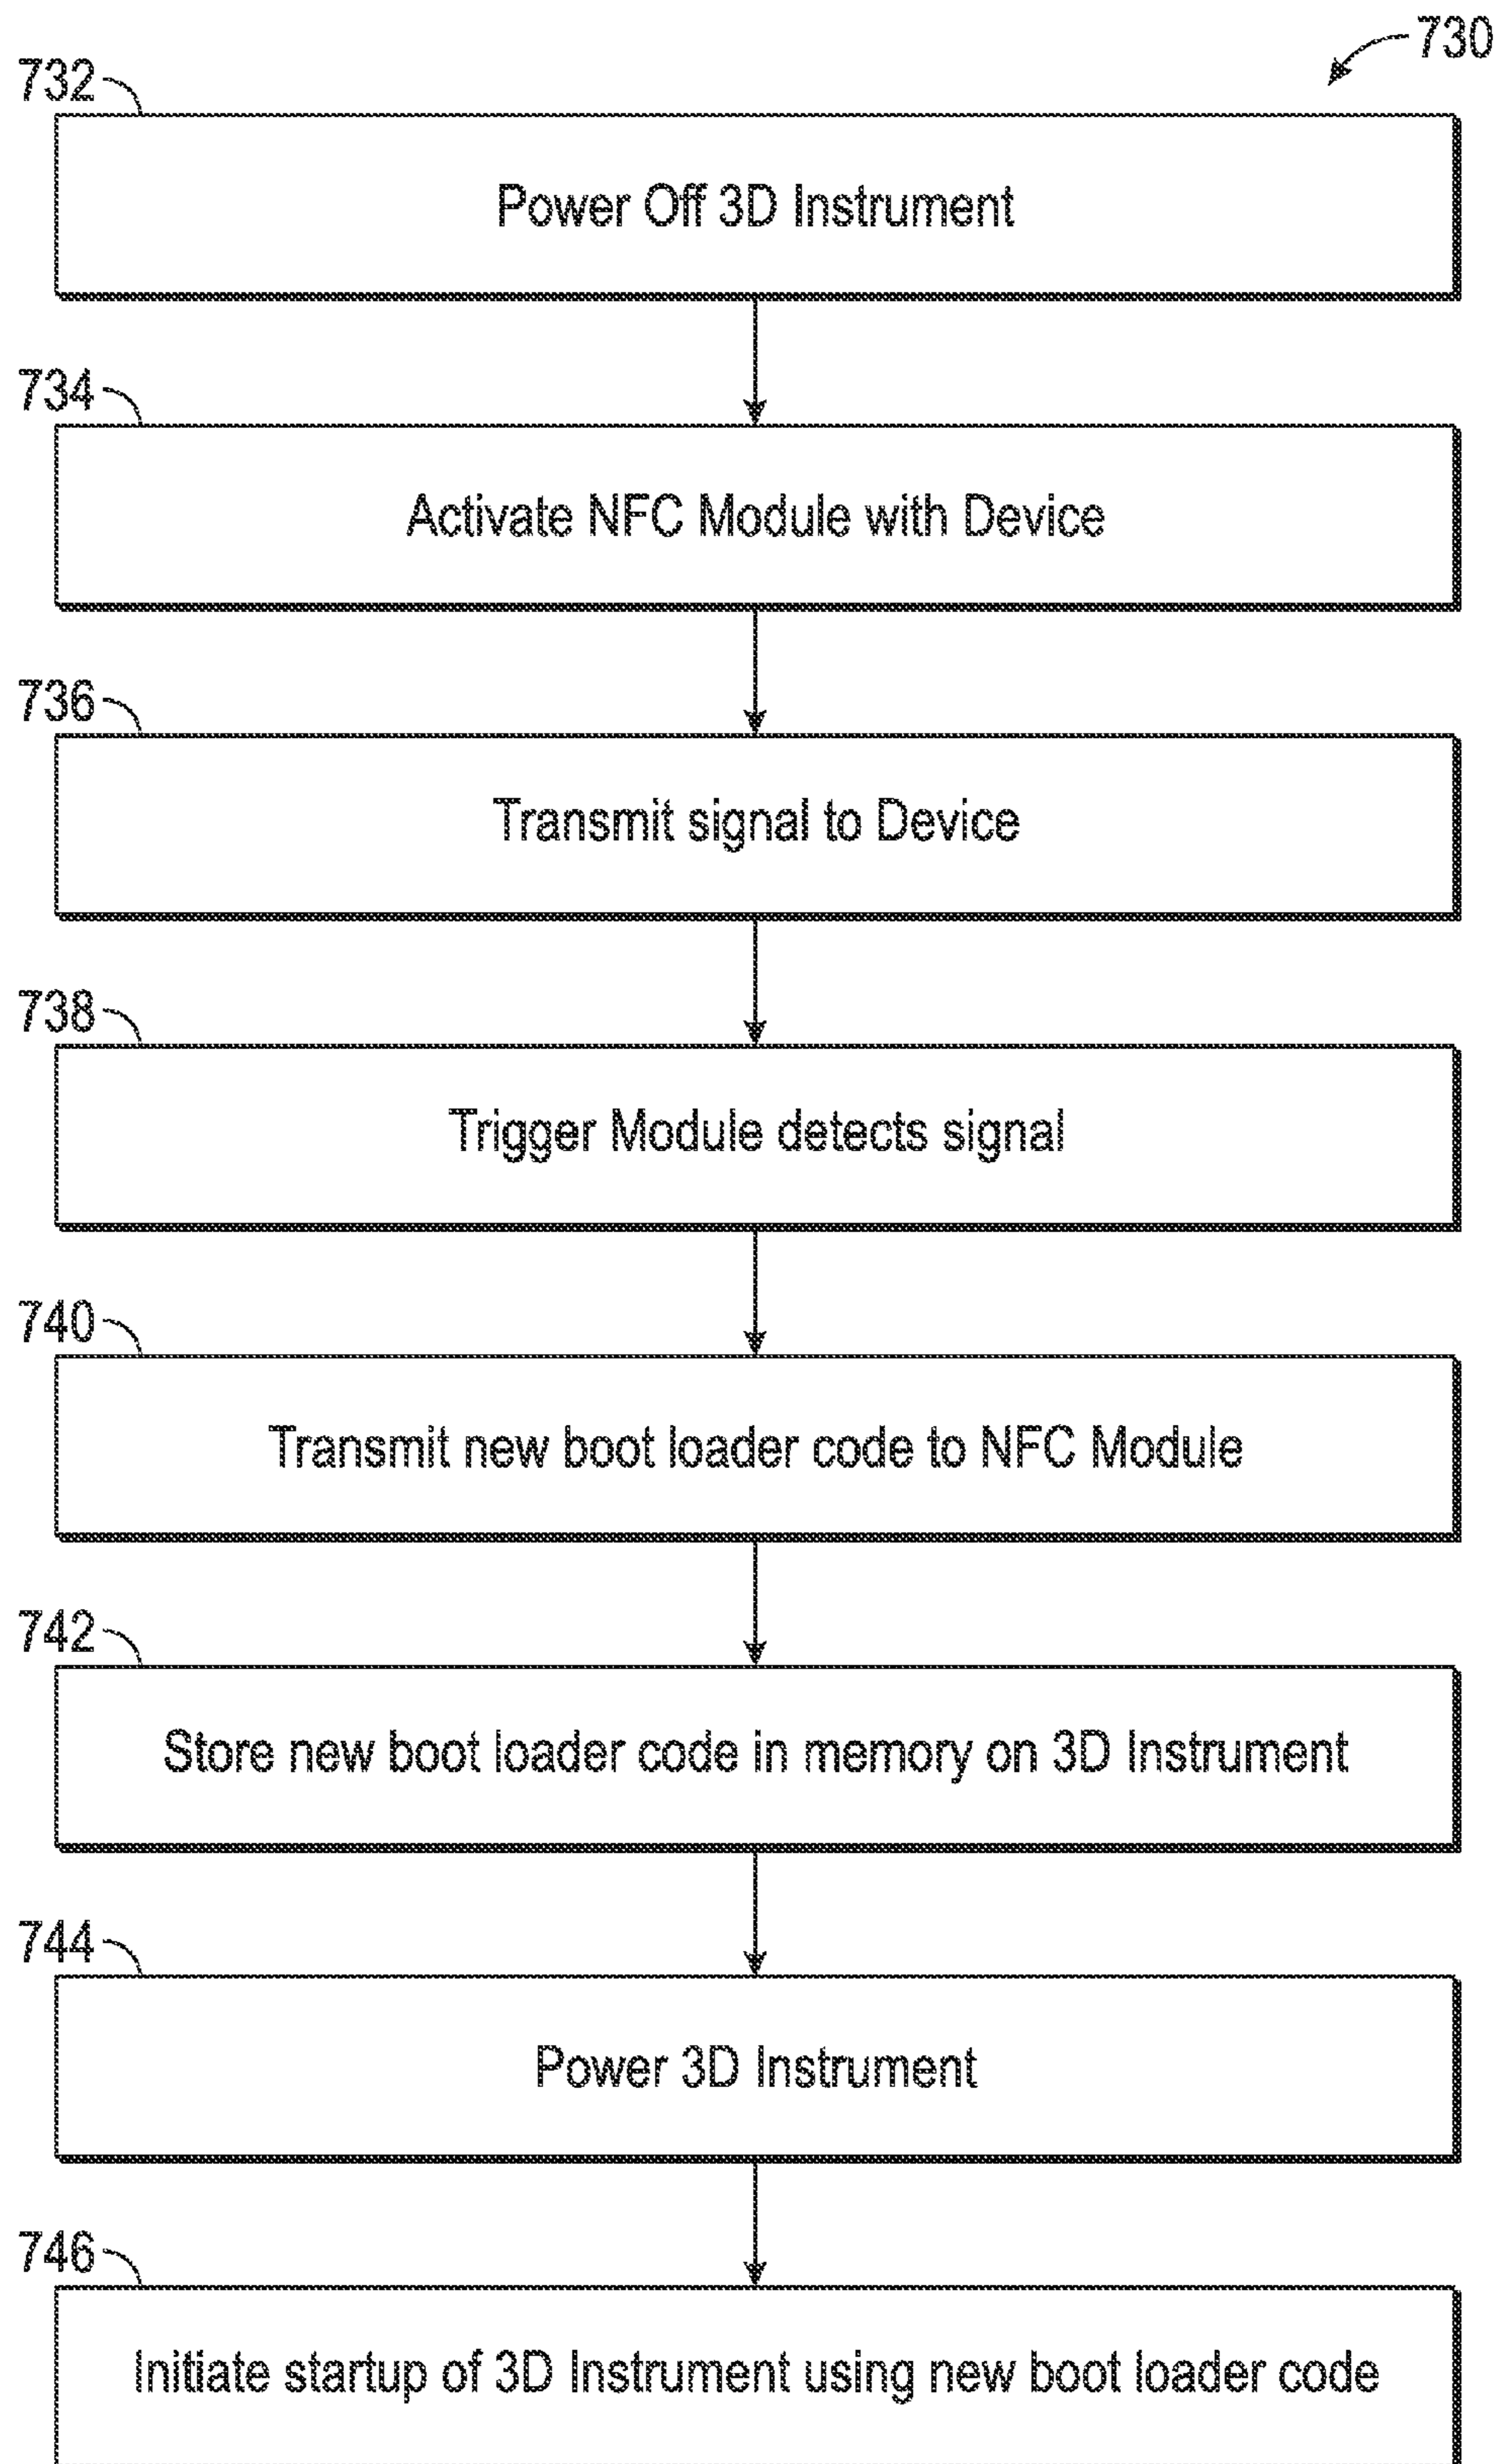 730
732
Power Off 3D Instrument
734
Activate NFC Module with Device
736
Transmit signal to Device
738
Trigger Module detects signal
740
Transmit new boot loader code to NFC Module
742
Store new boot loader code in memory on 3D Instrument
744
Power 3D Instrument
746
Initiate startup of 3D Instrument using new boot loader code